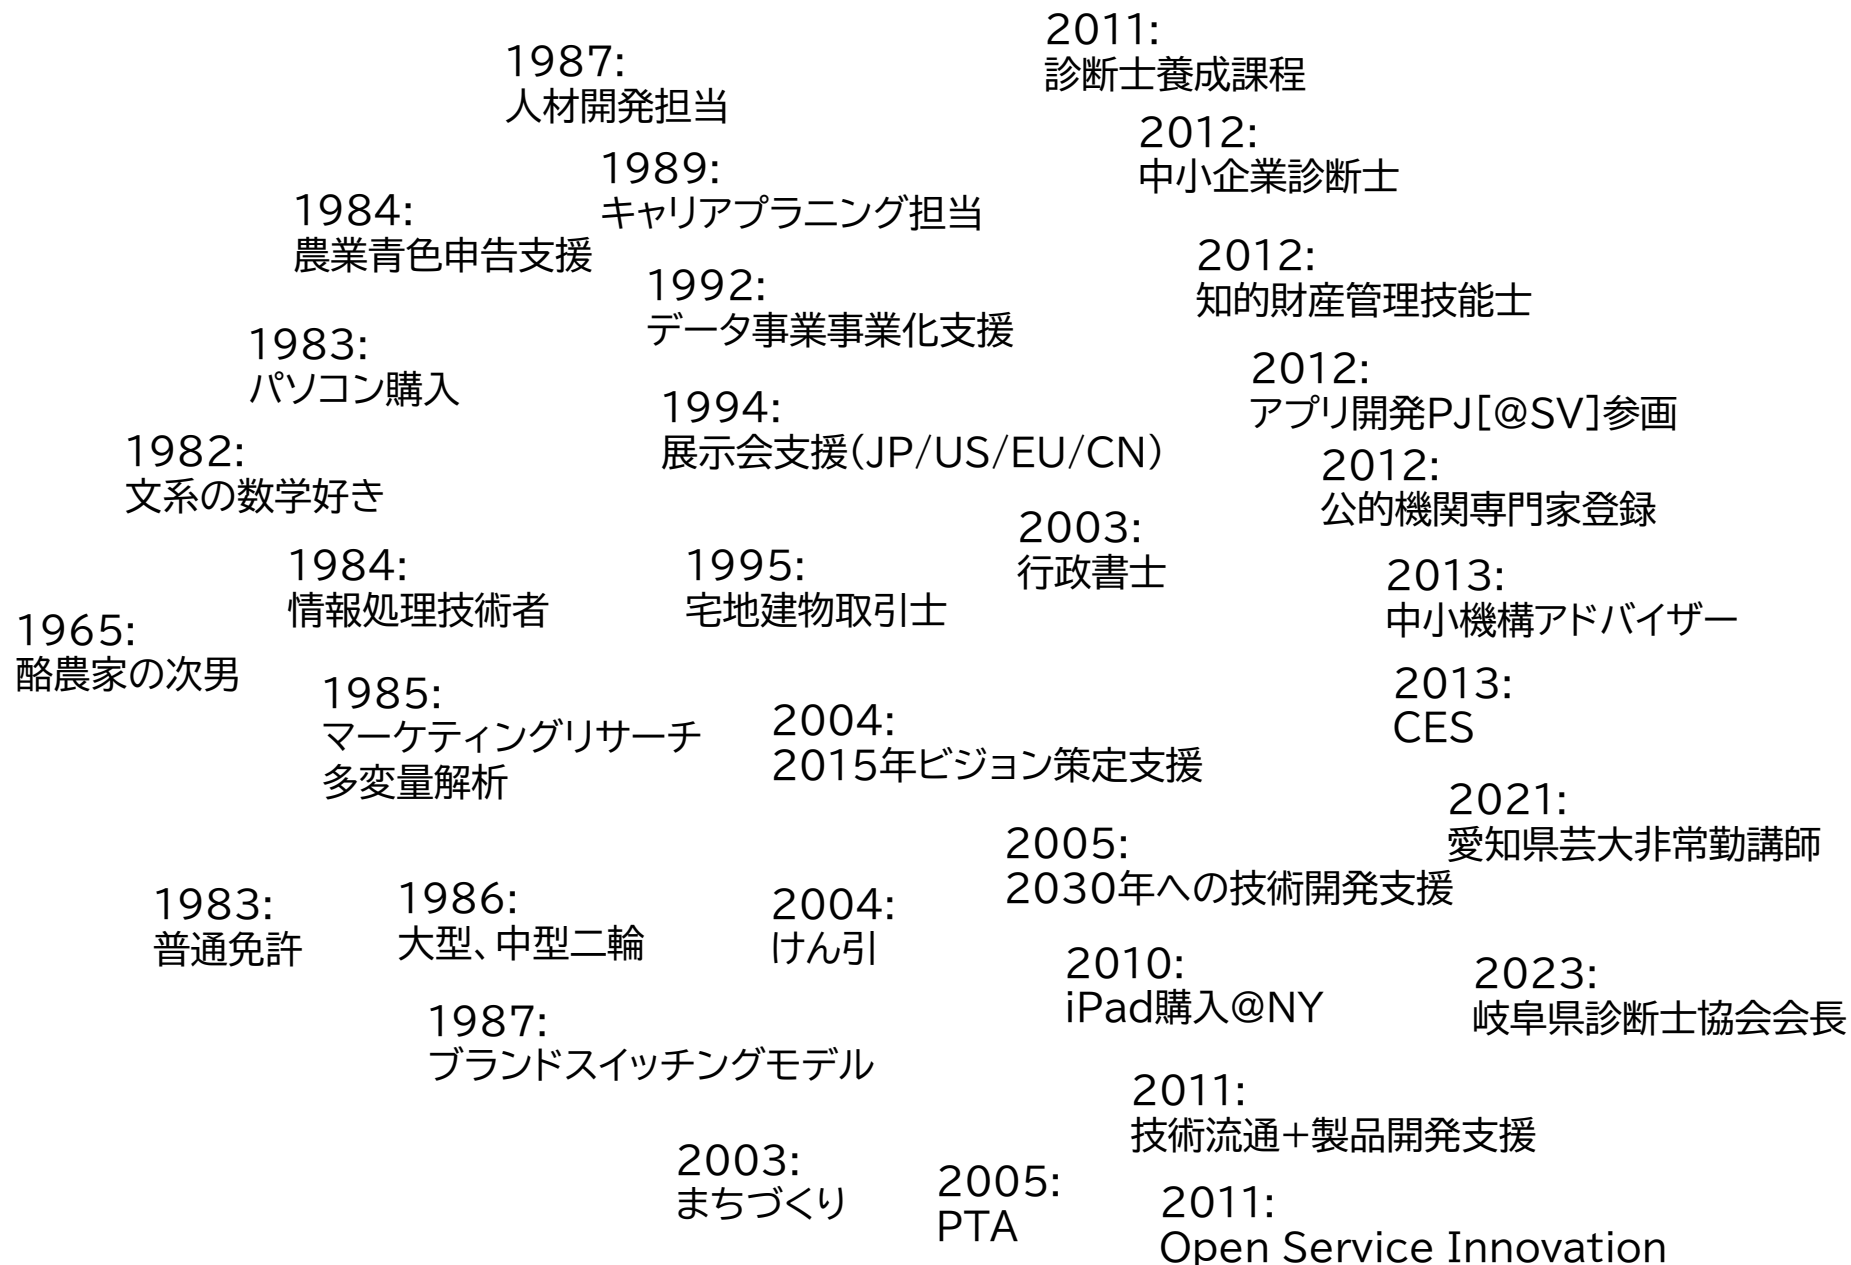 2011:
診断士養成課程
1987:
人材開発担当
2012:
中小企業診断士
1989:
キャリアプラニング担当
1984:
農業青色申告支援
2012:
知的財産管理技能士
1992:
データ事業事業化支援
1983:
パソコン購入
2012:
アプリ開発PJ[@SV]参画
1994:
展示会支援(JP/US/EU/CN)
1982:
文系の数学好き
2012:
公的機関専門家登録
2003:
行政書士
1984:
情報処理技術者
1995:
宅地建物取引士
2013:
中小機構アドバイザー
1965:
酪農家の次男
2013:
CES
1985:
マーケティングリサーチ
多変量解析
2004:
2015年ビジョン策定支援
2021:
愛知県芸大非常勤講師
2005:
2030年への技術開発支援
1983:
普通免許
1986:
大型、中型二輪
2004:
けん引
2010:
iPad購入@NY
2023:
岐阜県診断士協会会長
1987:
ブランドスイッチングモデル
2011:
技術流通+製品開発支援
2003:
まちづくり
2005:
PTA
2011:
Open Service Innovation